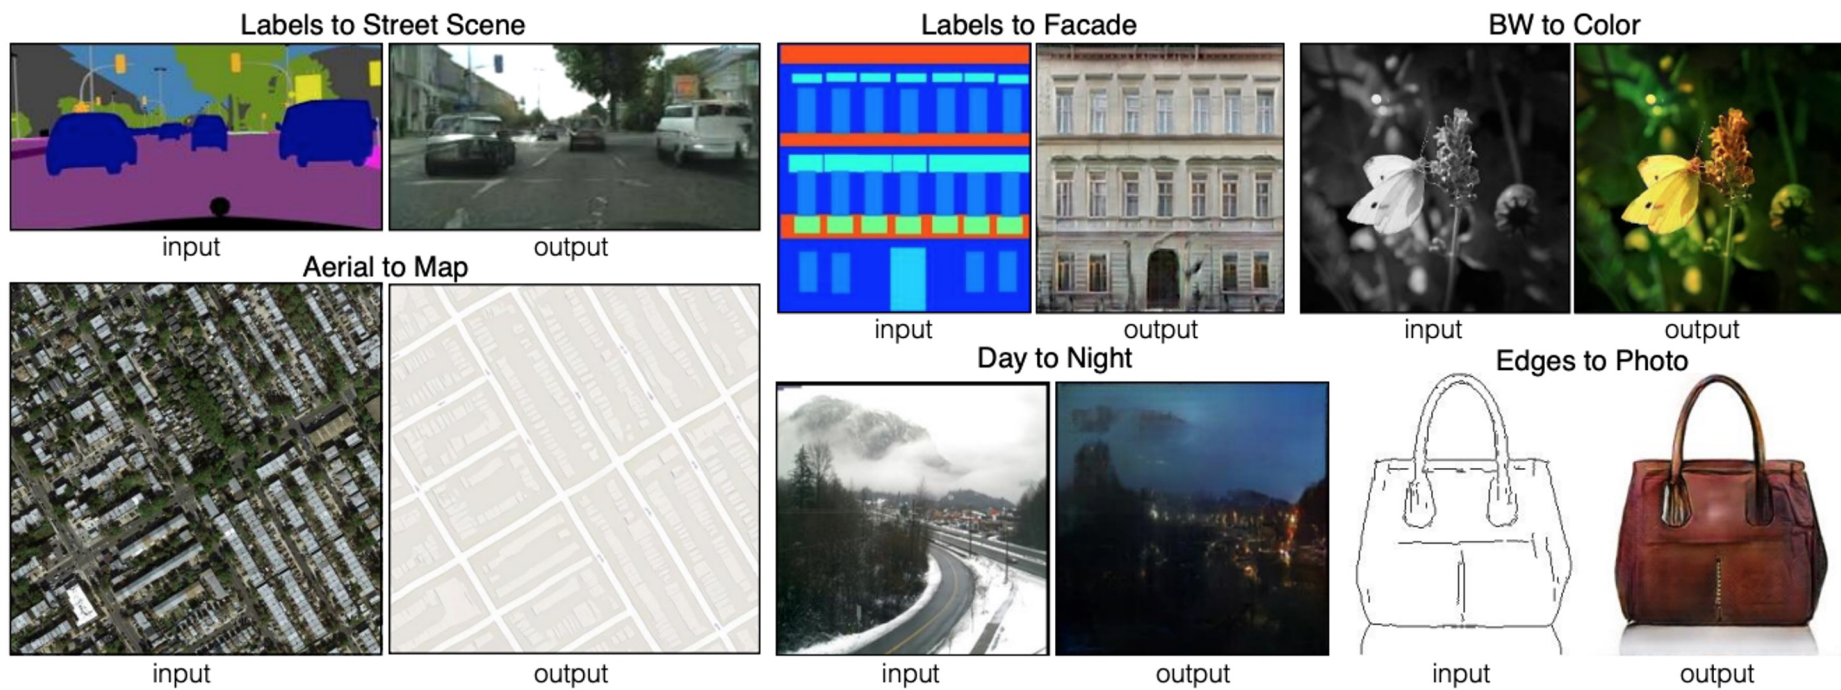 Labels to Street Scene
input
output
Aerial to Map
input
output
Labels to Facade
input
output
Day to Night
input
output
BW to Color
input
output
Edges to Photo
input
output